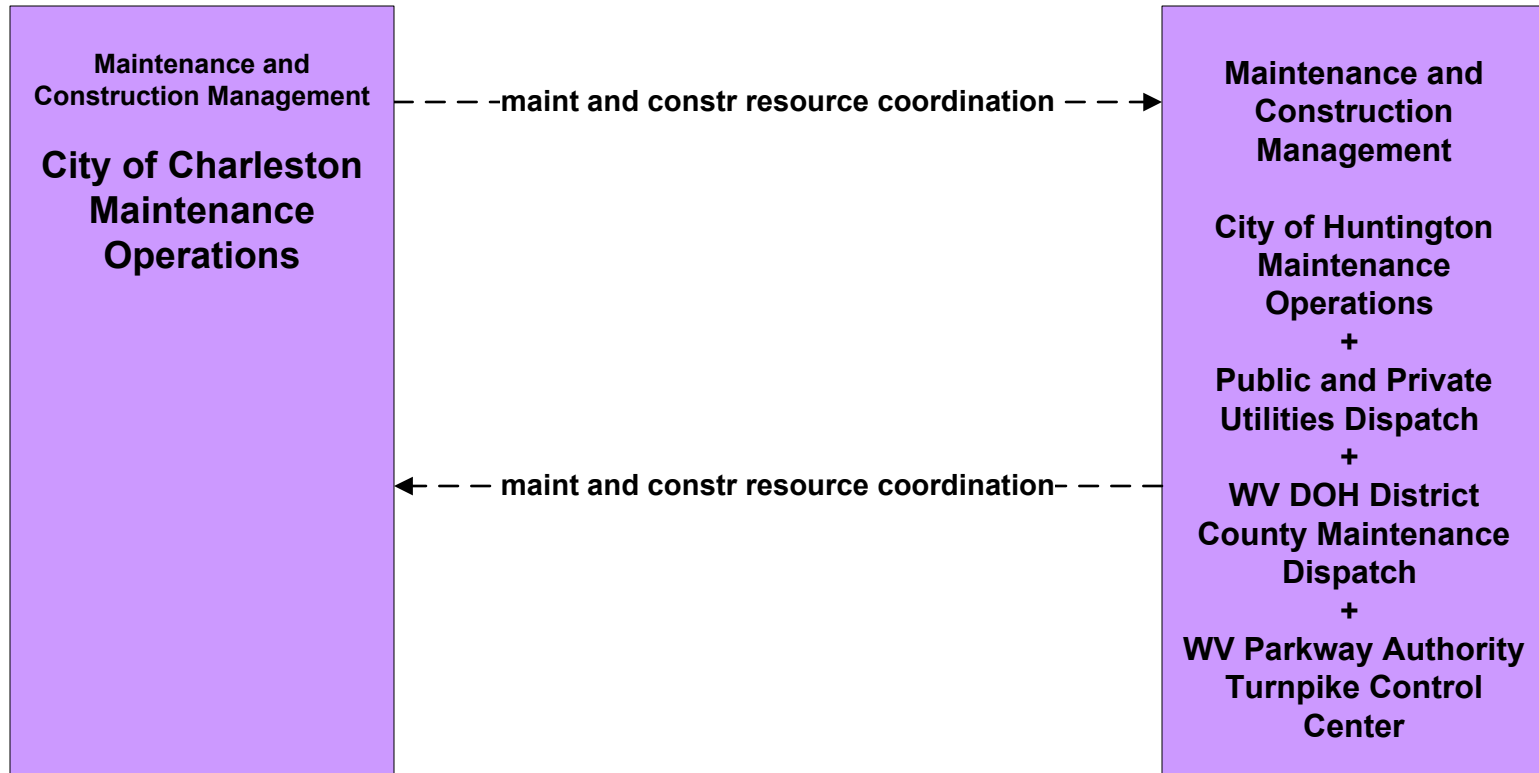 Maintenance and
Construction Management
City of Charleston
Maintenance
Operations
maint and constr resource coordination
maint and constr resource coordination
Maintenance and
Construction
Management
City of Huntington
Maintenance
Operations
+
Public and Private
Utilities Dispatch
+
WV DOH District
County Maintenance
Dispatch
+
WV Parkway Authority
Turnpike Control
Center